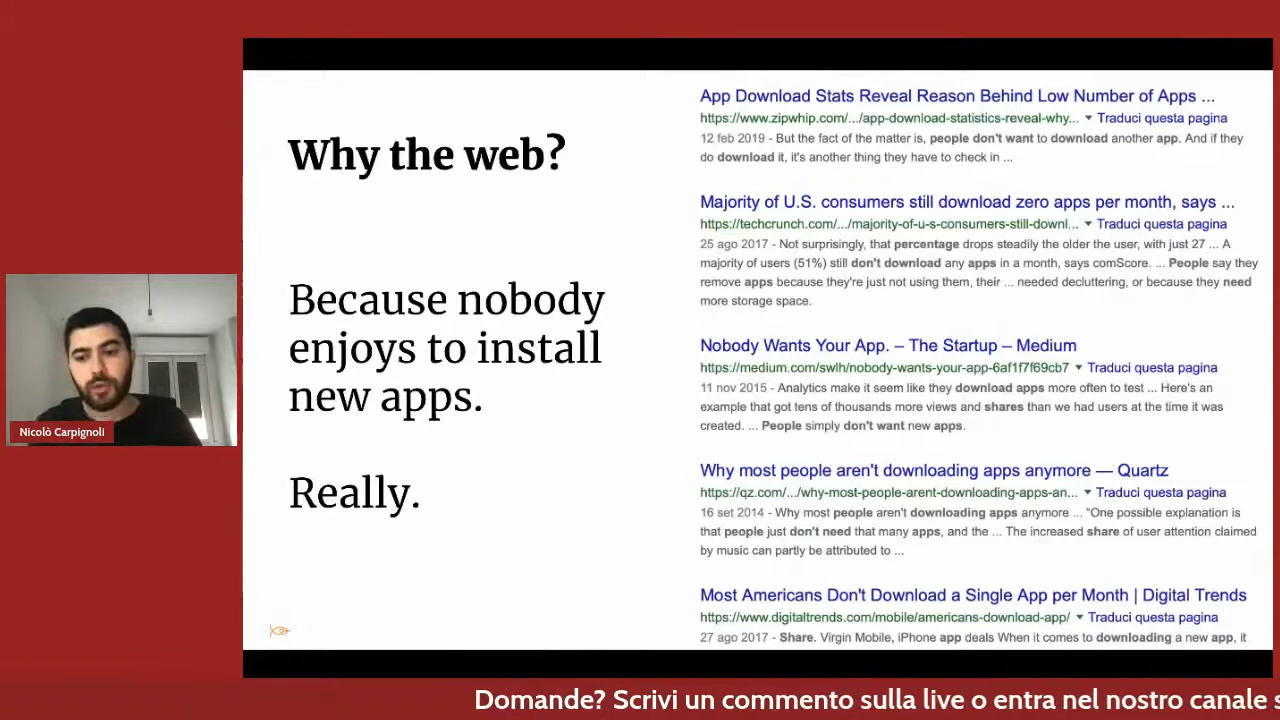 Why the web?
Because nobody
enjoys to install
new apps.
Really.
App Download Stats Reveal Reason Behind Low Number of Apps ...
https://www.zipwhip.com/.../app-download-statistics-reveal-why... ▼ Traduci questa pagina
12 feb 2019 - But the fact of the matter is, people don't want to download another app. And if they
do download it, it's another thing they have to check in ...
Majority of U.S. consumers still download zero apps per month, says ...
https://techcrunch.com/.../majority-of-u-s-consumers-still-downl... ▼ Traduci questa pagina
25 ago 2017 - Not surprisingly, that percentage drops steadily the older the user, with just 27 ... A
majority of users (51%) still don't download any apps in a month, says comScore. ... People say they
remove apps because they're just not using them, their ... needed decluttering, or because they need
more storage space.
Nobody Wants Your App. – The Startup – Medium
https://medium.com/swlh/nobody-wants-your-app-6af1f7f69cb7 ▼ Traduci questa pagina
11 nov 2015 - Analytics make it seem like they download apps more often to test ... Here's an
example that got tens of thousands more views and shares than we had users at the time it was
created. ... People simply don't want new apps.
Why most people aren't downloading apps anymore — Quartz
https://qz.com/.../why-most-people-arent-downloading-apps-an... ▼ Traduci questa pagina
16 set 2014 - Why most people aren't downloading apps anymore ... "One possible explanation is
that people just don't need that many apps, and the ... The increased share of user attention claimed
by music can partly be attributed to ...
Most Americans Don't Download a Single App per Month | Digital Trends
https://www.digitaltrends.com/mobile/americans-download-app/ ▼ Traduci questa pagina
27 ago 2017 - Share. Virgin Mobile, iPhone app deals When it comes to downloading a new app, it
Nicolò Carpignoli
Domande? Scrivi un commento sulla live o entra nel nostro canale s